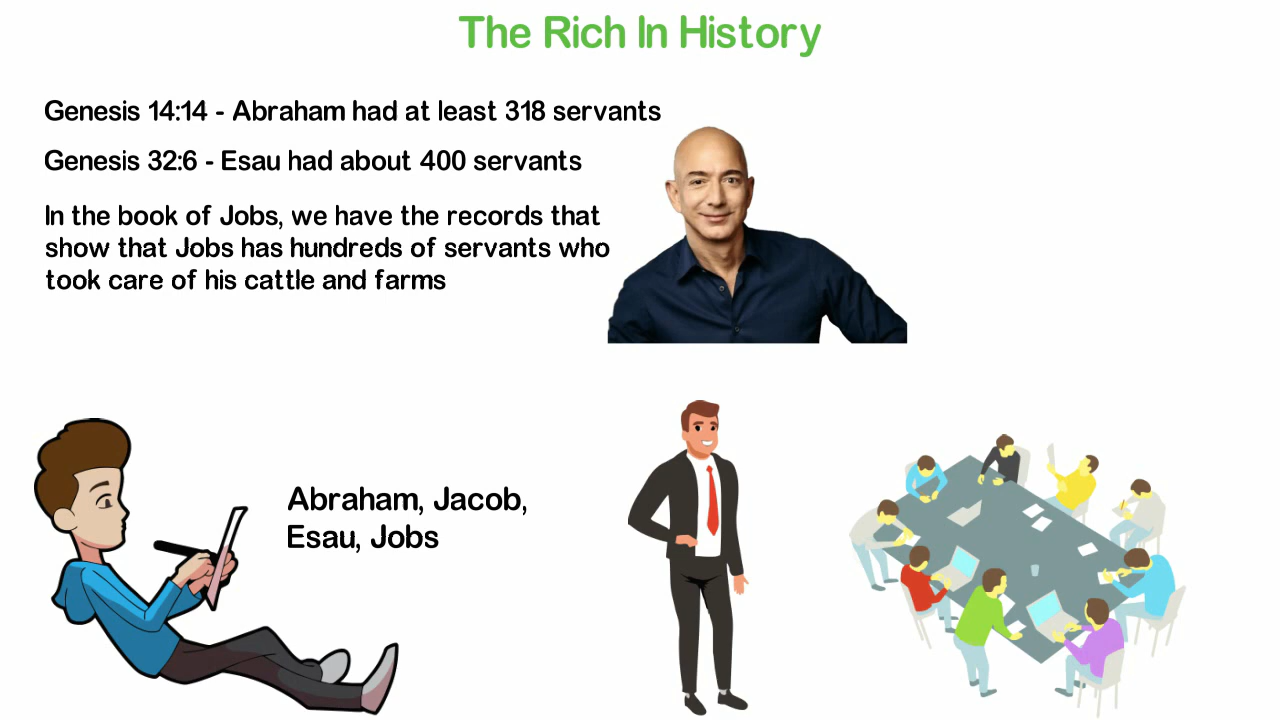 The Rich In History
Genesis 14:14 - Abraham had at least 318 servants
Genesis 32:6 - Esau had about 400 servants
In the book of Jobs, we have the records that
show that Jobs has hundreds of servants who
took care of his cattle and farms
Abraham, Jacob,
Esau, Jobs